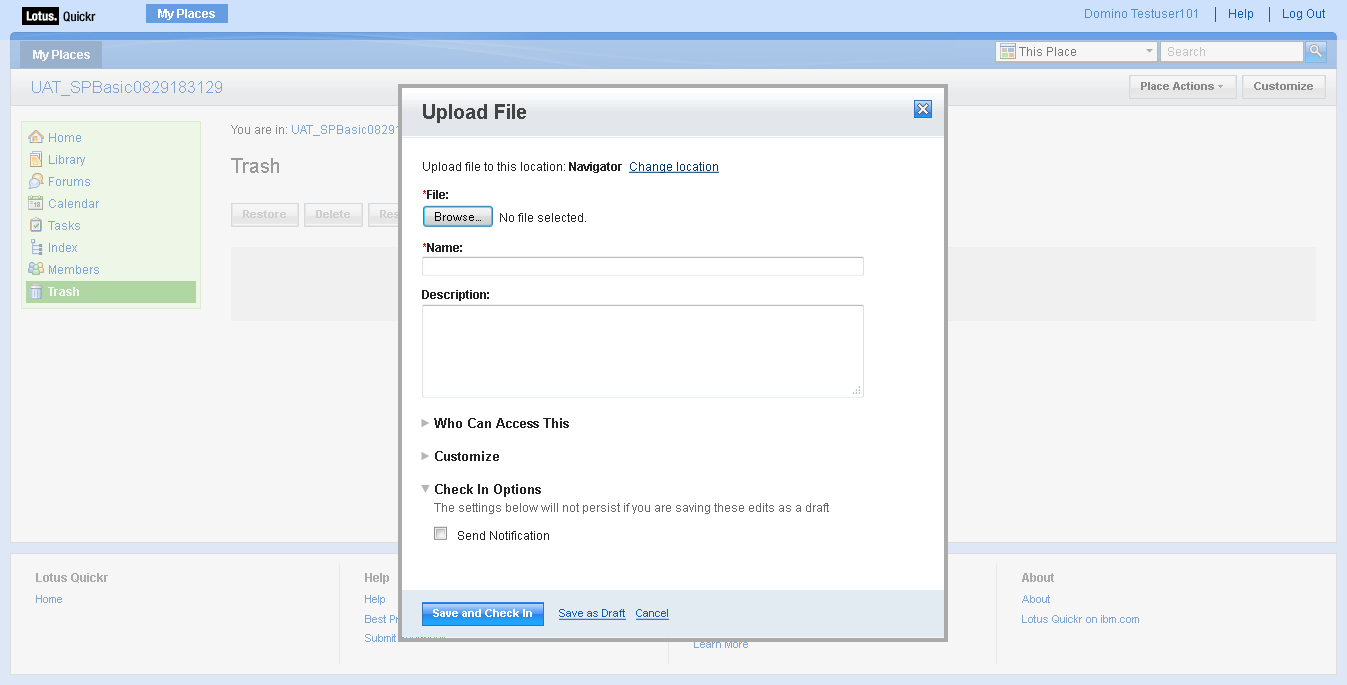 Lotus. Quickr
My Places
Domino Testuser101
Help
Log Out
My Places
This Place
Search
UAT_SPBasic0829183129
Place Actions
Customize
Home
Library
Forums
Calendar
Tasks
Index
Members
Trash
You are in: UAT_SPBasic0829
Trash
Restore
Delete
Res
Upload File
Upload file to this location: Navigator Change location
*File:
Browse... No file selected.
*Name:
Description:
Who Can Access This
Customize
Check In Options
The settings below will not persist if you are saving these edits as a draft
Send Notification
Save and Check In
Save as Draft
Cancel
Lotus Quickr
Home
Help
Help
Best Pr
Submit
Learn More
About
About
Lotus Quickr on ibm.com